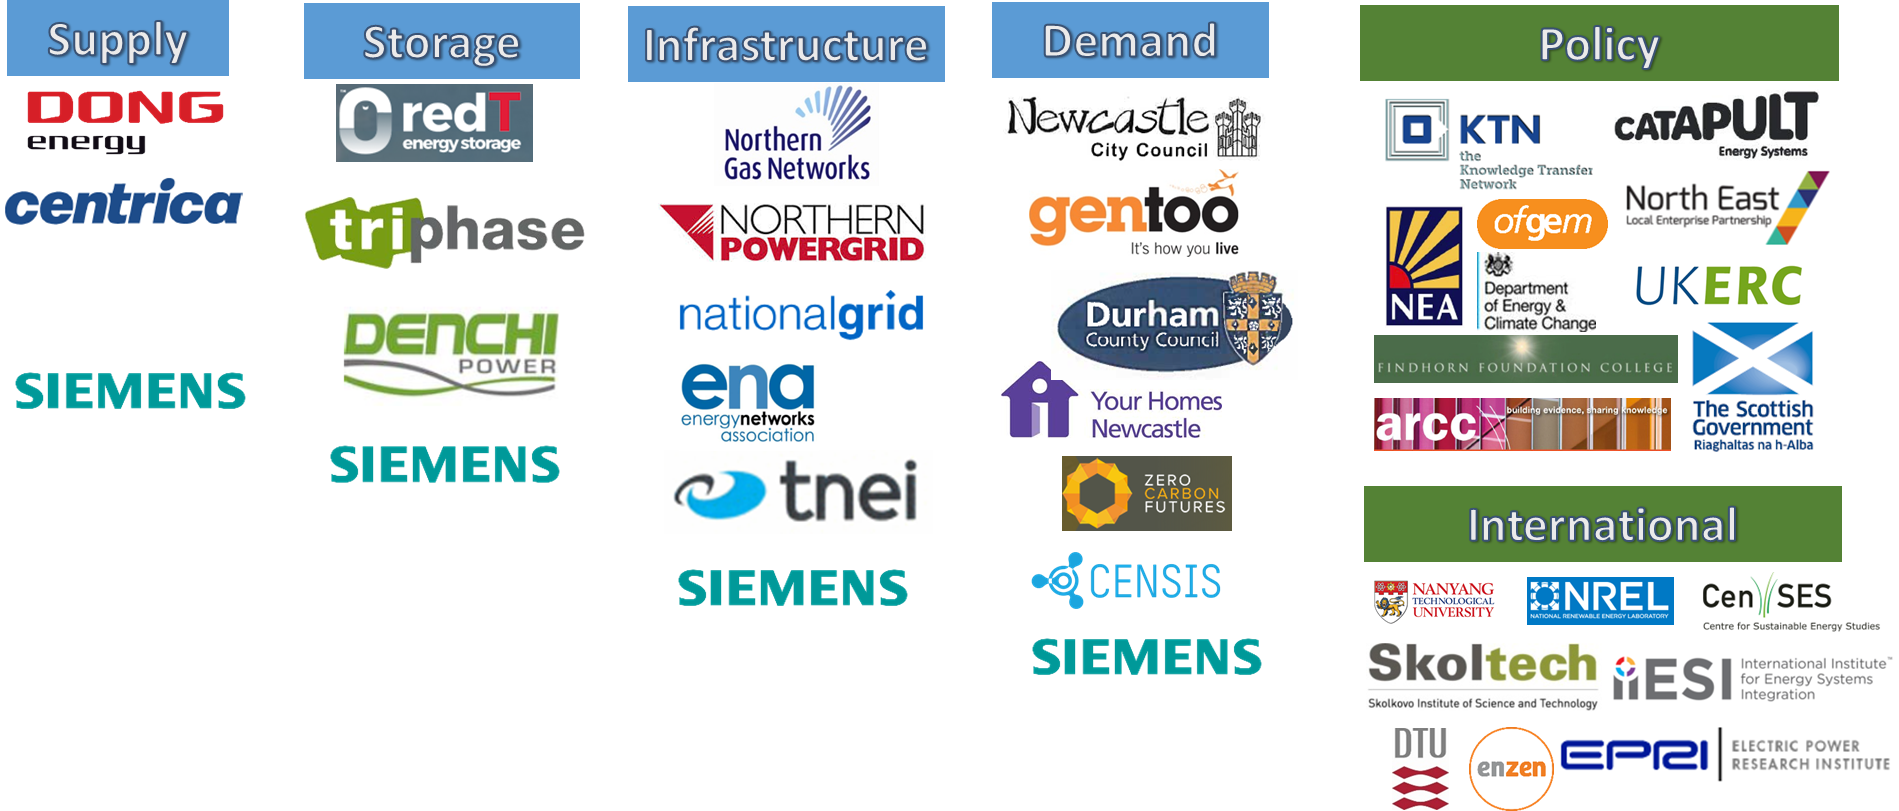 Supply
DONG
energy
centrica
SIEMENS
Storage
redT
energy storage
triphase
DENCHI
POWER
SIEMENS
Infrastructure
Northern
Gas Networks
NORTHERN
POWERGRID
nationalgrid
ena
energynetworks
association
tnei
SIEMENS
Demand
Newcastle
City Council
gentoo
It's how you live
Durham
County Council
Your Homes
Newcastle
ZERO
CARBON
FUTURES
CENSIS
SIEMENS
Policy
KTN
the
Knowledge Transfer
Network
CATAPULT
Energy Systems
North East
Local Enterprise Partnership
ofgem
NEA
Department
of Energy &
Climate Change
UKERC
FINDHORN FOUNDATION COLLEGE
arcc
building evidence, sharing knowledge
The Scottish
Government
Riaghaltas na h-Alba
International
NANYANG
TECHNOLOGICAL
UNIVERSITY
NREL
NATIONAL RENEWABLE ENERGY LABORATORY
CenSES
Centre for Sustainable Energy Studies
Skoltech
Skolkovo Institute of Science and Technology
iiESI
International Institute™
for Energy Systems
Integration
DTU
enzen
EPRI
ELECTRIC POWER
RESEARCH INSTITUTE